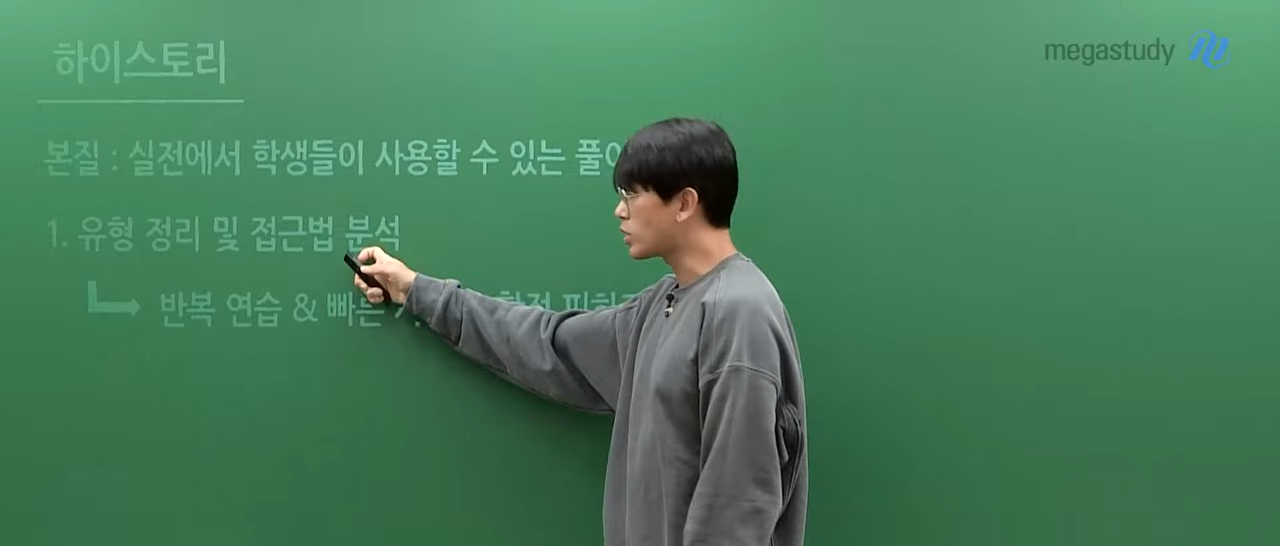 하이스토리
megastudy
본질 : 실전에서 학생들이 사용할 수 있는
1. 유형 정리 및 접근법 분석
반복 연습 & 빠른